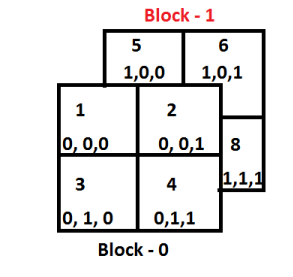 Block - 1
5 6
1,0,0 1,0,1
1 2
0, 0,0 0, 0,1
8
3 4
1,1,1
0, 1, 0 0,1,1
Block - 0